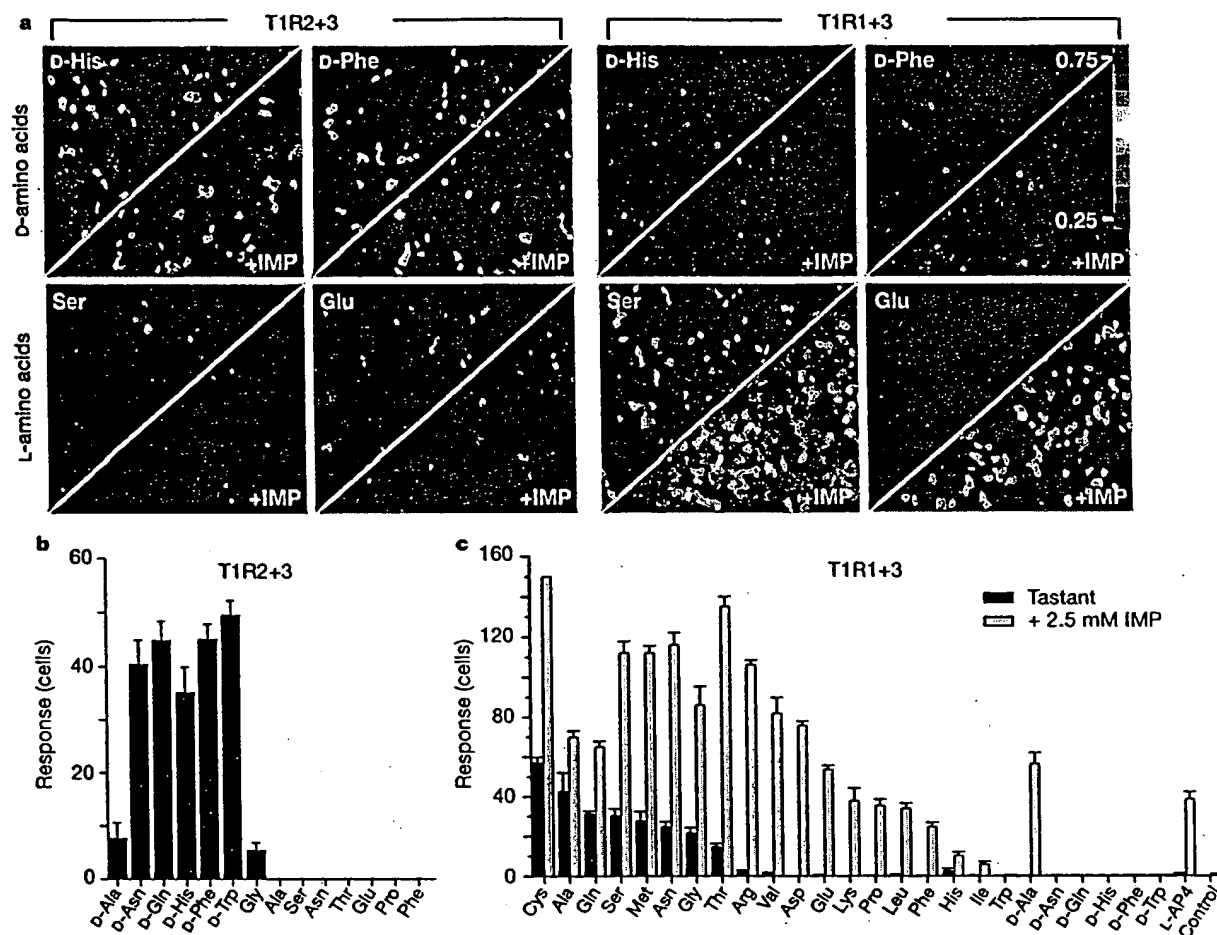 a
T1R2+3
T1R1+3
D-amino acids
D-His
+IMP
D-Phe
+IMP
D-His
+IMP
D-Phe
0.75
0.25
+IMP
L-amino acids
Ser
+IMP
Glu
+IMP
Ser
+IMP
Glu
+IMP
b
T1R2+3
Response (cells)
60
40
20
0
D-Ala
D-Asn
D-Gln
D-His
D-Phe
D-Trp
Gly
Ala
Ser
Asn
Thr
Glu
Pro
Phe
c
T1R1+3
Tastant
+ 2.5 mM IMP
Response (cells)
160
120
80
40
0
Cys
Ala
Gln
Ser
Met
Asn
Gly
Thr
Arg
Val
Asp
Glu
Lys
Pro
Leu
Phe
His
Ile
Trp
D-Ala
D-Asn
D-Gln
D-His
D-Phe
D-Trp
L-AP4
Control